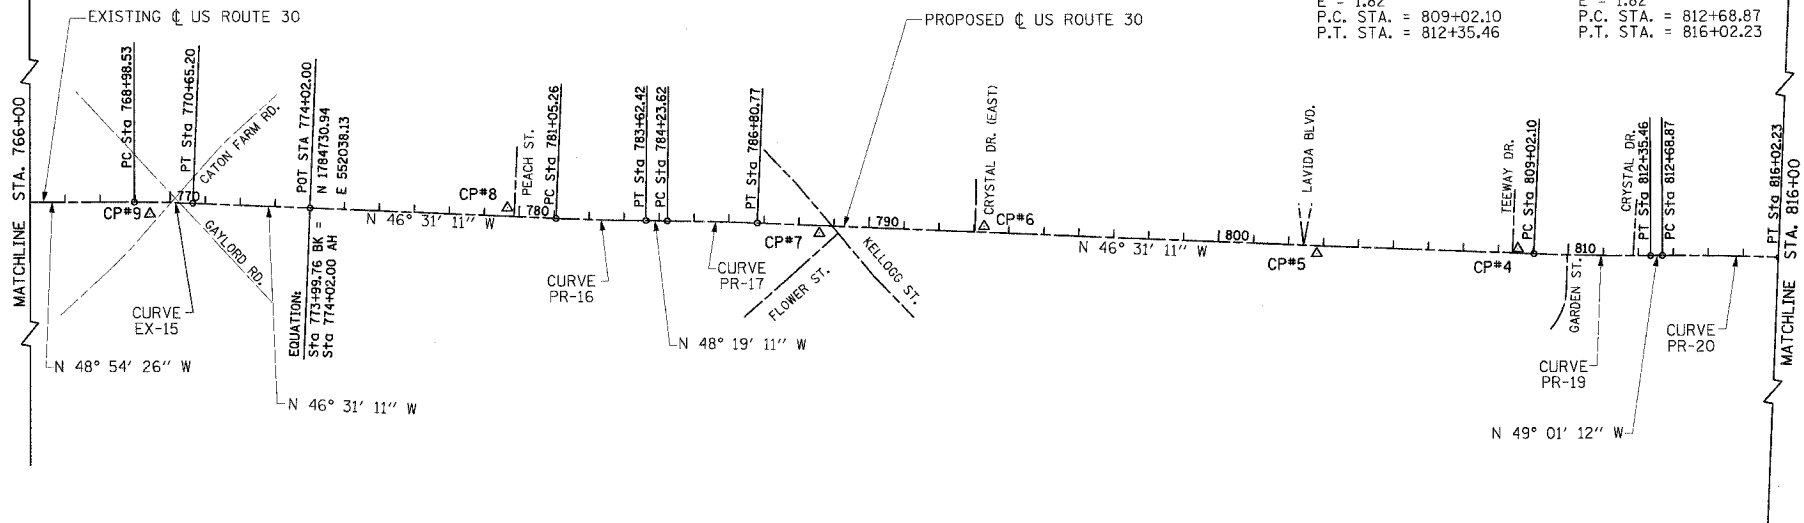 EXISTING ℄ US ROUTE 30
PROPOSED ℄ US ROUTE 30
E = 1.82
P.C. STA. = 809+02.10
P.T. STA. = 812+35.46
E = 1.82
P.C. STA. = 812+68.87
P.T. STA. = 816+02.23
MATCHLINE STA. 766+00
PC Sta 768+98.53
PT Sta 770+65.20
CATON FARM RD.
770
CP#9
GAYLORD RD.
CURVE
EX-15
N 48° 54' 26" W
N 46° 31' 11" W
POT STA 774+02.00
N 1784730.94
E 552038.13
EQUATION:
Sta 773+99.76 BK =
Sta 774+02.00 AH
N 46° 31' 11" W
CP#8
PEACH ST.
780
PC Sta 781+05.26
CURVE
PR-16
PT Sta 783+62.42
PC Sta 784+23.62
N 48° 19' 11" W
CURVE
PR-17
PT Sta 786+80.77
CP#7
FLOWER ST.
KELLOGG ST.
790
CRYSTAL DR. (EAST)
CP#6
N 46° 31' 11" W
800
CP#5
LAVIDA BLVD.
CP#4
TEEWAY DR.
PC Sta 809+02.10
810
GARDEN ST.
CURVE
PR-19
CRYSTAL DR.
PT Sta 812+35.46
PC Sta 812+68.87
N 49° 01' 12" W
CURVE
PR-20
PT Sta 816+02.23
MATCHLINE STA. 816+00